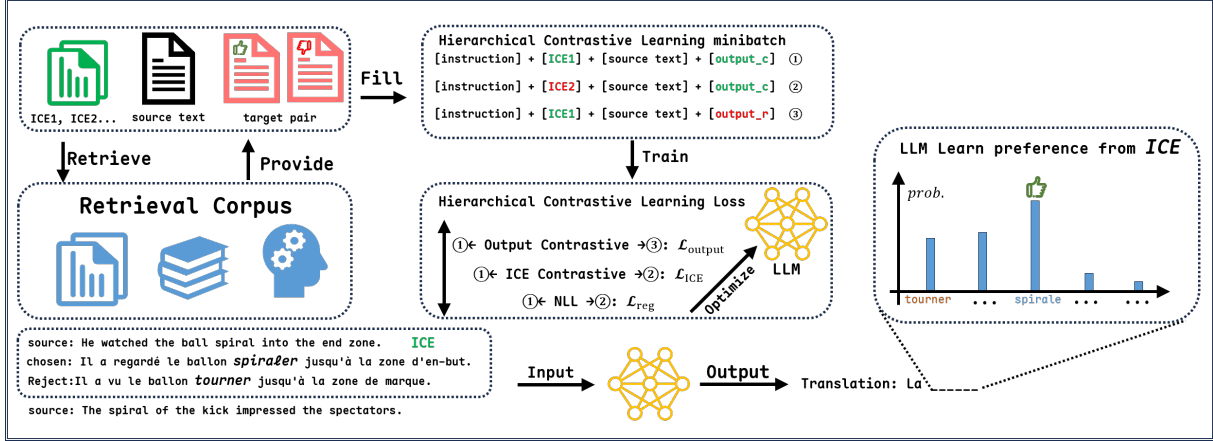 ICE1, ICE2...
source text
target pair
Retrieve
Provide
Fill
Retrieval Corpus
Hierarchical Contrastive Learning minibatch
[instruction] + [ICE1] + [source text] + [output_c] ①
[instruction] + [ICE2] + [source text] + [output_c] ②
[instruction] + [ICE1] + [source text] + [output_r] ③
Train
Hierarchical Contrastive Learning Loss
①← Output Contrastive →③: ℒoutput
①← ICE Contrastive →②: ℒICE
①← NLL →②: ℒreg
Optimize
LLM
LLM Learn preference from ICE
prob.
tourner ... spirale ... ...
source: He watched the ball spiral into the end zone. ICE
chosen: Il a regardé le ballon spiraler jusqu'à la zone d'en-but.
Reject:Il a vu le ballon tourner jusqu'à la zone de marque.
source: The spiral of the kick impressed the spectators.
Input
Output
Translation: La ______